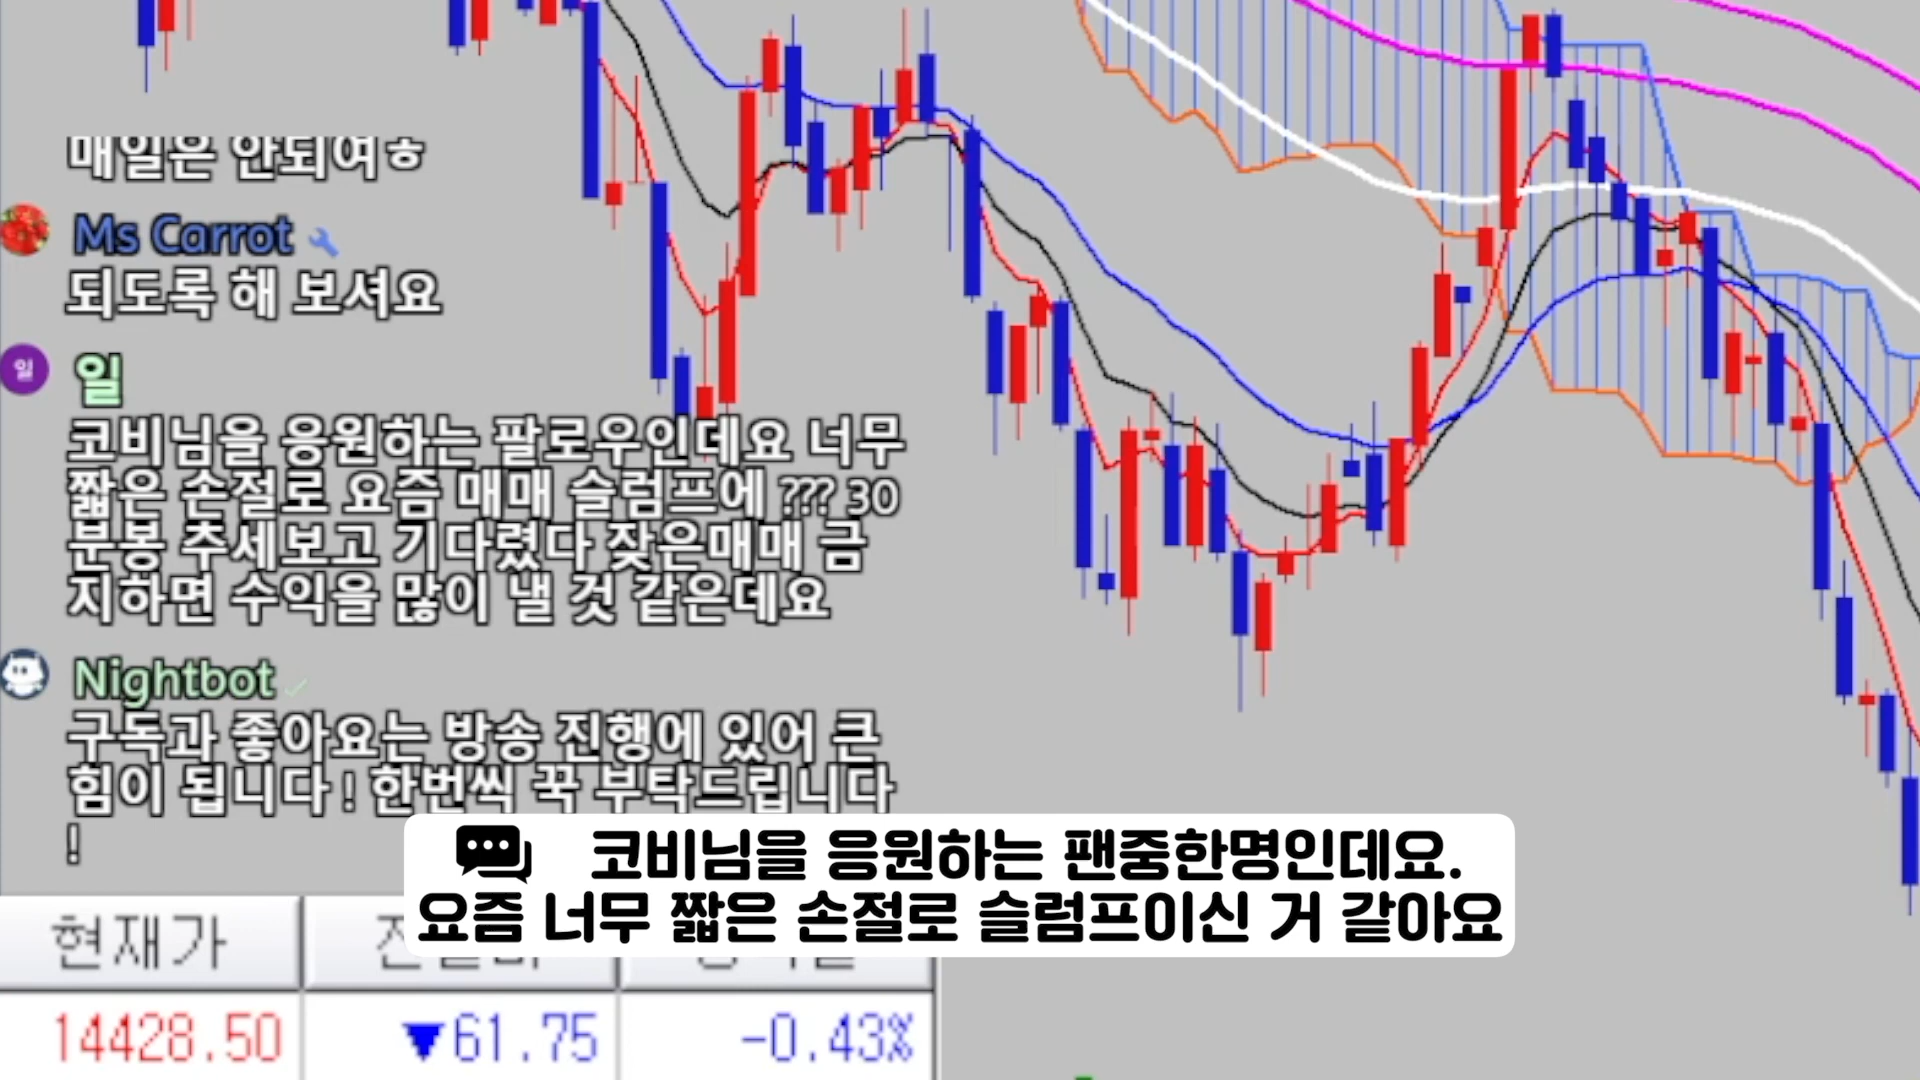 매일은 안되여ㅎ
Ms Carrot
되도록 해 보셔요
일
일
코비님을 응원하는 팔로우인데요 너무
짧은 손절로 요즘 매매 슬럼프에 ??? 30
분봉 추세보고 기다렸다 잦은매매 금
지하면 수익을 많이 낼 것 같은데요
Nightbot
구독과 좋아요는 방송 진행에 있어 큰
힘이 됩니다! 한번씩 꾹 부탁드립니다
!
코비님을 응원하는 팬중한명인데요.
요즘 너무 짧은 손절로 슬럼프이신 거 같아요
현재가
14428.50 ▼61.75 -0.43%